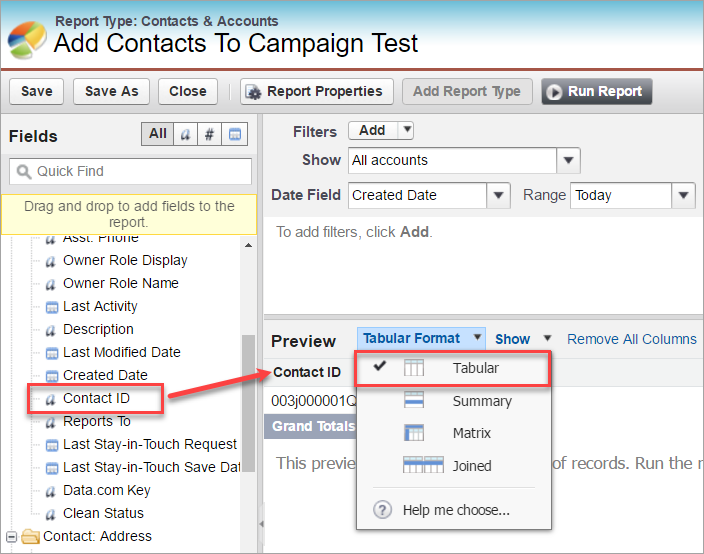 Report Type: Contacts & Accounts
Add Contacts To Campaign Test
Save
Save As
Close
Report Properties
Add Report Type
Run Report
Fields
All
a
#
Quick Find
Drag and drop to add fields to the
report.
a Asst. Phone
a Owner Role Display
a Owner Role Name
Last Activity
a Description
Last Modified Date
Created Date
a Contact ID
a Reports To
Last Stay-in-Touch Request
Last Stay-in-Touch Save Dat
a Data.com Key
a Clean Status
Contact: Address
Filters Add
Show All accounts
Date Field Created Date Range Today
To add filters, click Add.
Preview Tabular Format Show Remove All Columns
Contact ID
003j000001Q
Grand Totals
This preview
of records. Run the r
Tabular
Summary
Matrix
Joined
? Help me choose...